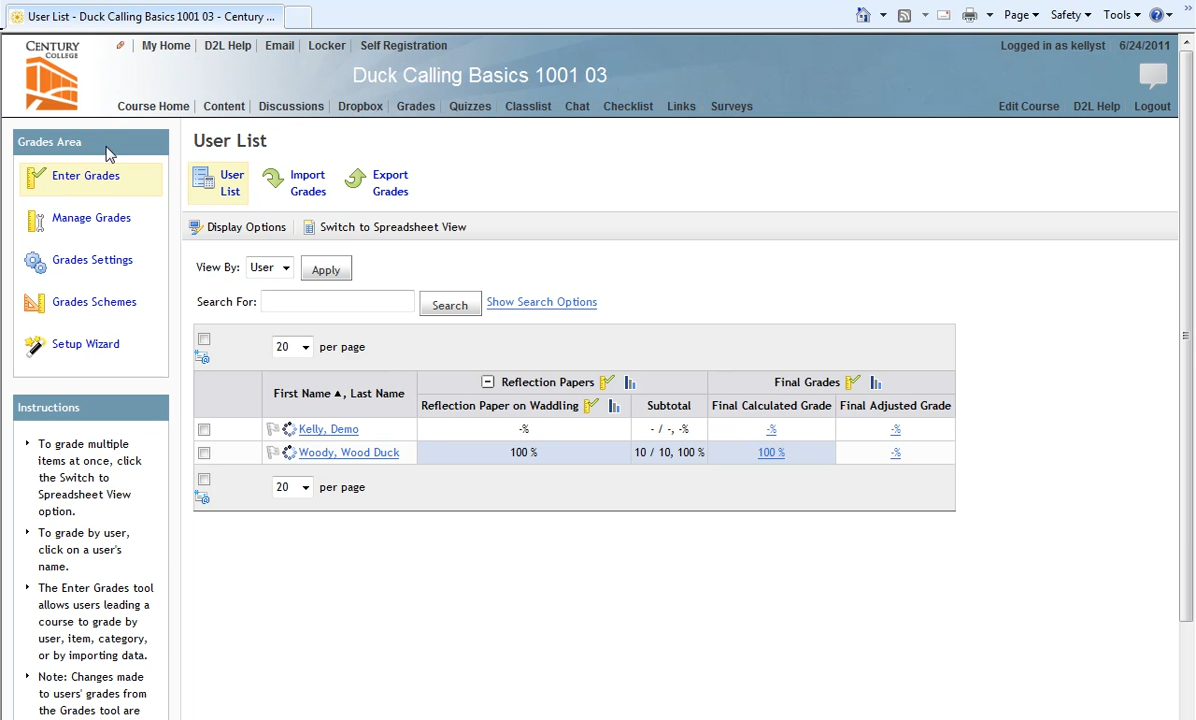 User List - Duck Calling Basics 1001 03 - Century ...
Page
Safety
Tools
CENTURY
COLLEGE
My Home
D2L Help
Email
Locker
Self Registration
Logged in as kellyst
6/24/2011
Duck Calling Basics 1001 03
Course Home
Content
Discussions
Dropbox
Grades
Quizzes
Classlist
Chat
Checklist
Links
Surveys
Edit Course
D2L Help
Logout
Grades Area
Enter Grades
Manage Grades
Grades Settings
Grades Schemes
Setup Wizard
Instructions
To grade multiple
items at once, click
the Switch to
Spreadsheet View
option.
To grade by user,
click on a user's
name.
The Enter Grades tool
allows users leading a
course to grade by
user, item, category,
or by importing data.
Note: Changes made
to users' grades from
the Grades tool are
User List
User
List
Import
Grades
Export
Grades
Display Options
Switch to Spreadsheet View
View By:
User
Apply
Search For:
Search
Show Search Options
20
per page
First Name ▲, Last Name
Reflection Papers
Final Grades
Reflection Paper on Waddling
Subtotal
Final Calculated Grade
Final Adjusted Grade
Kelly, Demo
-%
- / -, -%
-%
-%
Woody, Wood Duck
100 %
10 / 10, 100 %
100 %
-%
20
per page